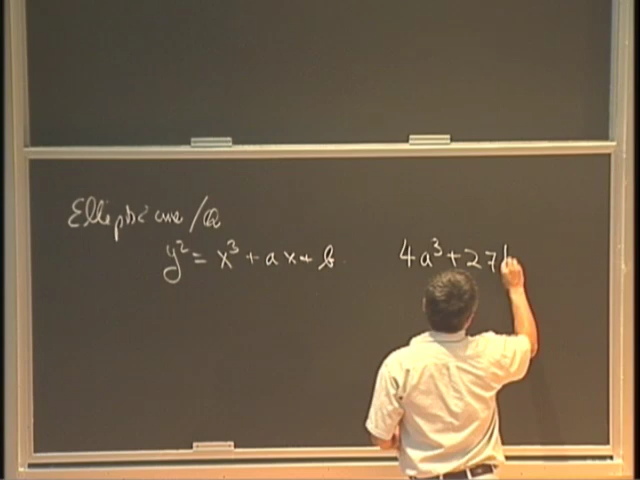 Elliptic curve / Q
y² = x³ + ax + b 4a³ + 27